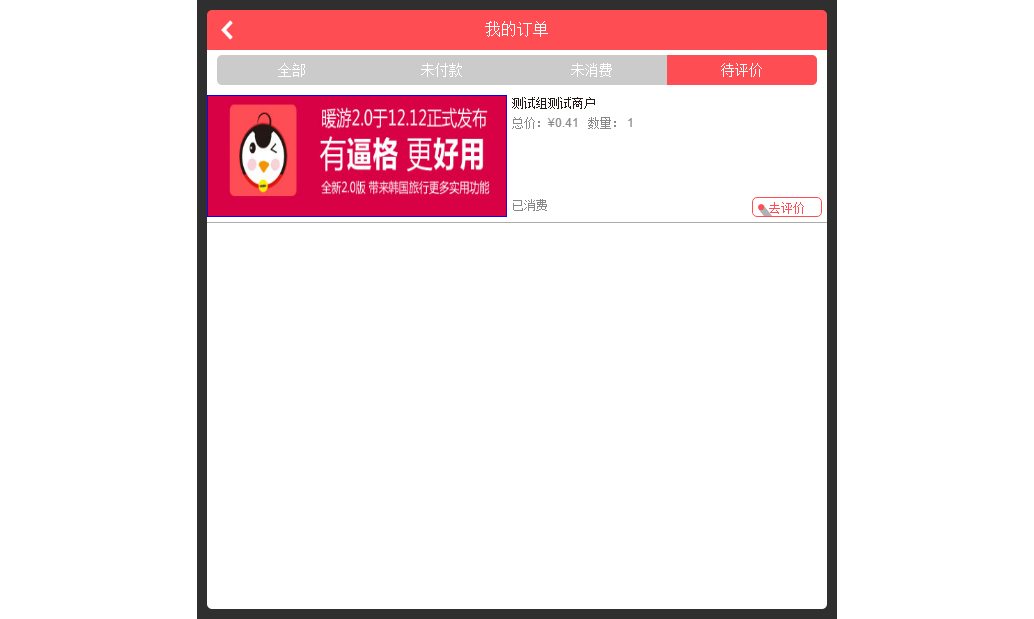 我的订单
全部 未付款 未消费 待评价
暖游2.0于12.12正式发布
有逼格 更好用
全新2.0版 带来韩国旅行更多实用功能
测试组测试商户
总价：¥0.41 数量： 1
已消费
去评价